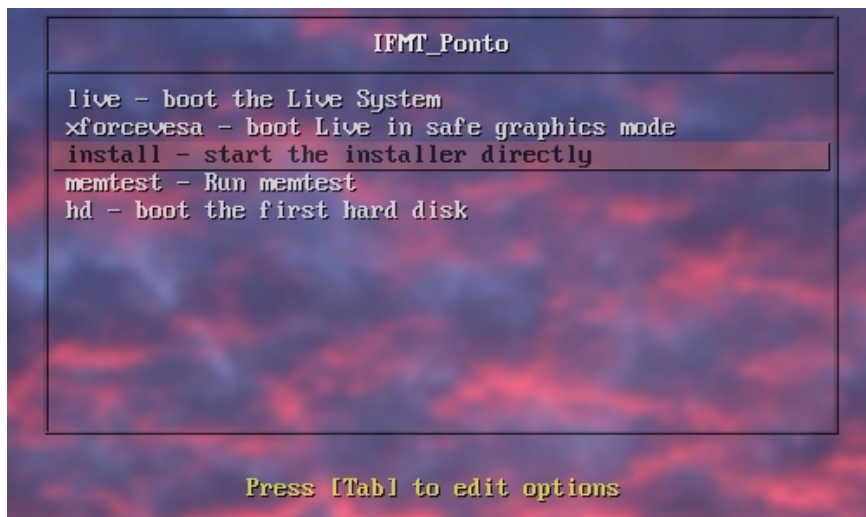 IFMT_Ponto
live - boot the Live System
xforcevesa - boot Live in safe graphics mode
install - start the installer directly
memtest - Run memtest
hd - boot the first hard disk
Press [Tab] to edit options